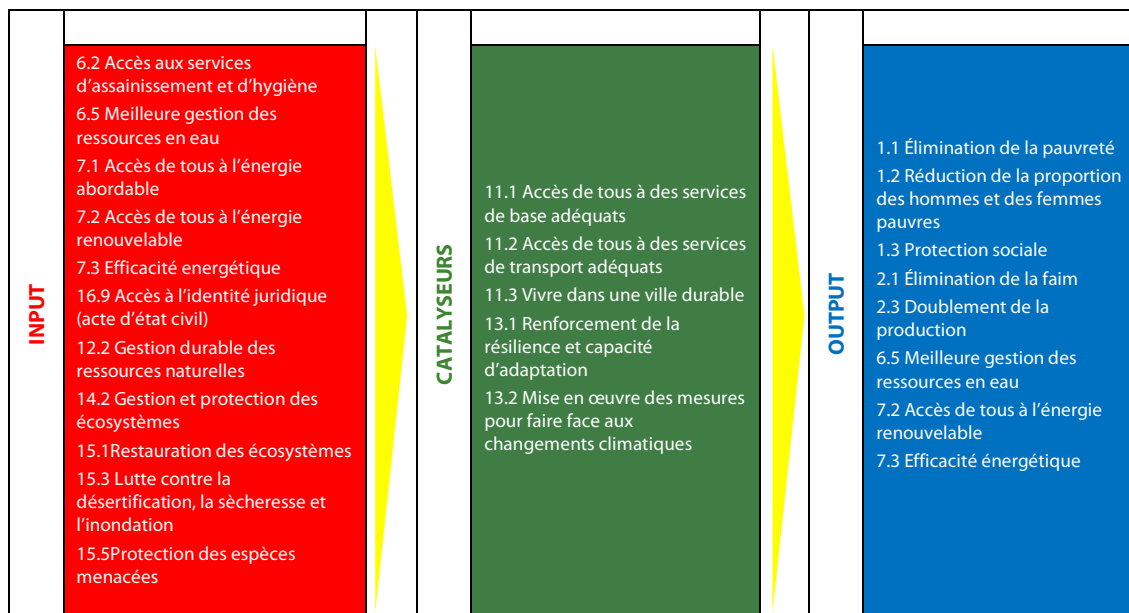 INPUT
6.2 Accès aux services
d’assainissement et d’hygiène
6.5 Meilleure gestion des
ressources en eau
7.1 Accès de tous à l’énergie
abordable
7.2 Accès de tous à l’énergie
renouvelable
7.3 Efficacité energétique
16.9 Accès à l’identité juridique
(acte d’état civil)
12.2 Gestion durable des
ressources naturelles
14.2 Gestion et protection des
écosystèmes
15.1Restauration des écosystèmes
15.3 Lutte contre la
désertification, la sècheresse et
l’inondation
15.5Protection des espèces
menacées
CATALYSEURS
11.1 Accès de tous à des services
de base adéquats
11.2 Accès de tous à des services
de transport adéquats
11.3 Vivre dans une ville durable
13.1 Renforcement de la
résilience et capacité
d’adaptation
13.2 Mise en œuvre des mesures
pour faire face aux
changements climatiques
OUTPUT
1.1 Élimination de la pauvreté
1.2 Réduction de la proportion
des hommes et des femmes
pauvres
1.3 Protection sociale
2.1 Élimination de la faim
2.3 Doublement de la
production
6.5 Meilleure gestion des
ressources en eau
7.2 Accès de tous à l’énergie
renouvelable
7.3 Efficacité énergétique